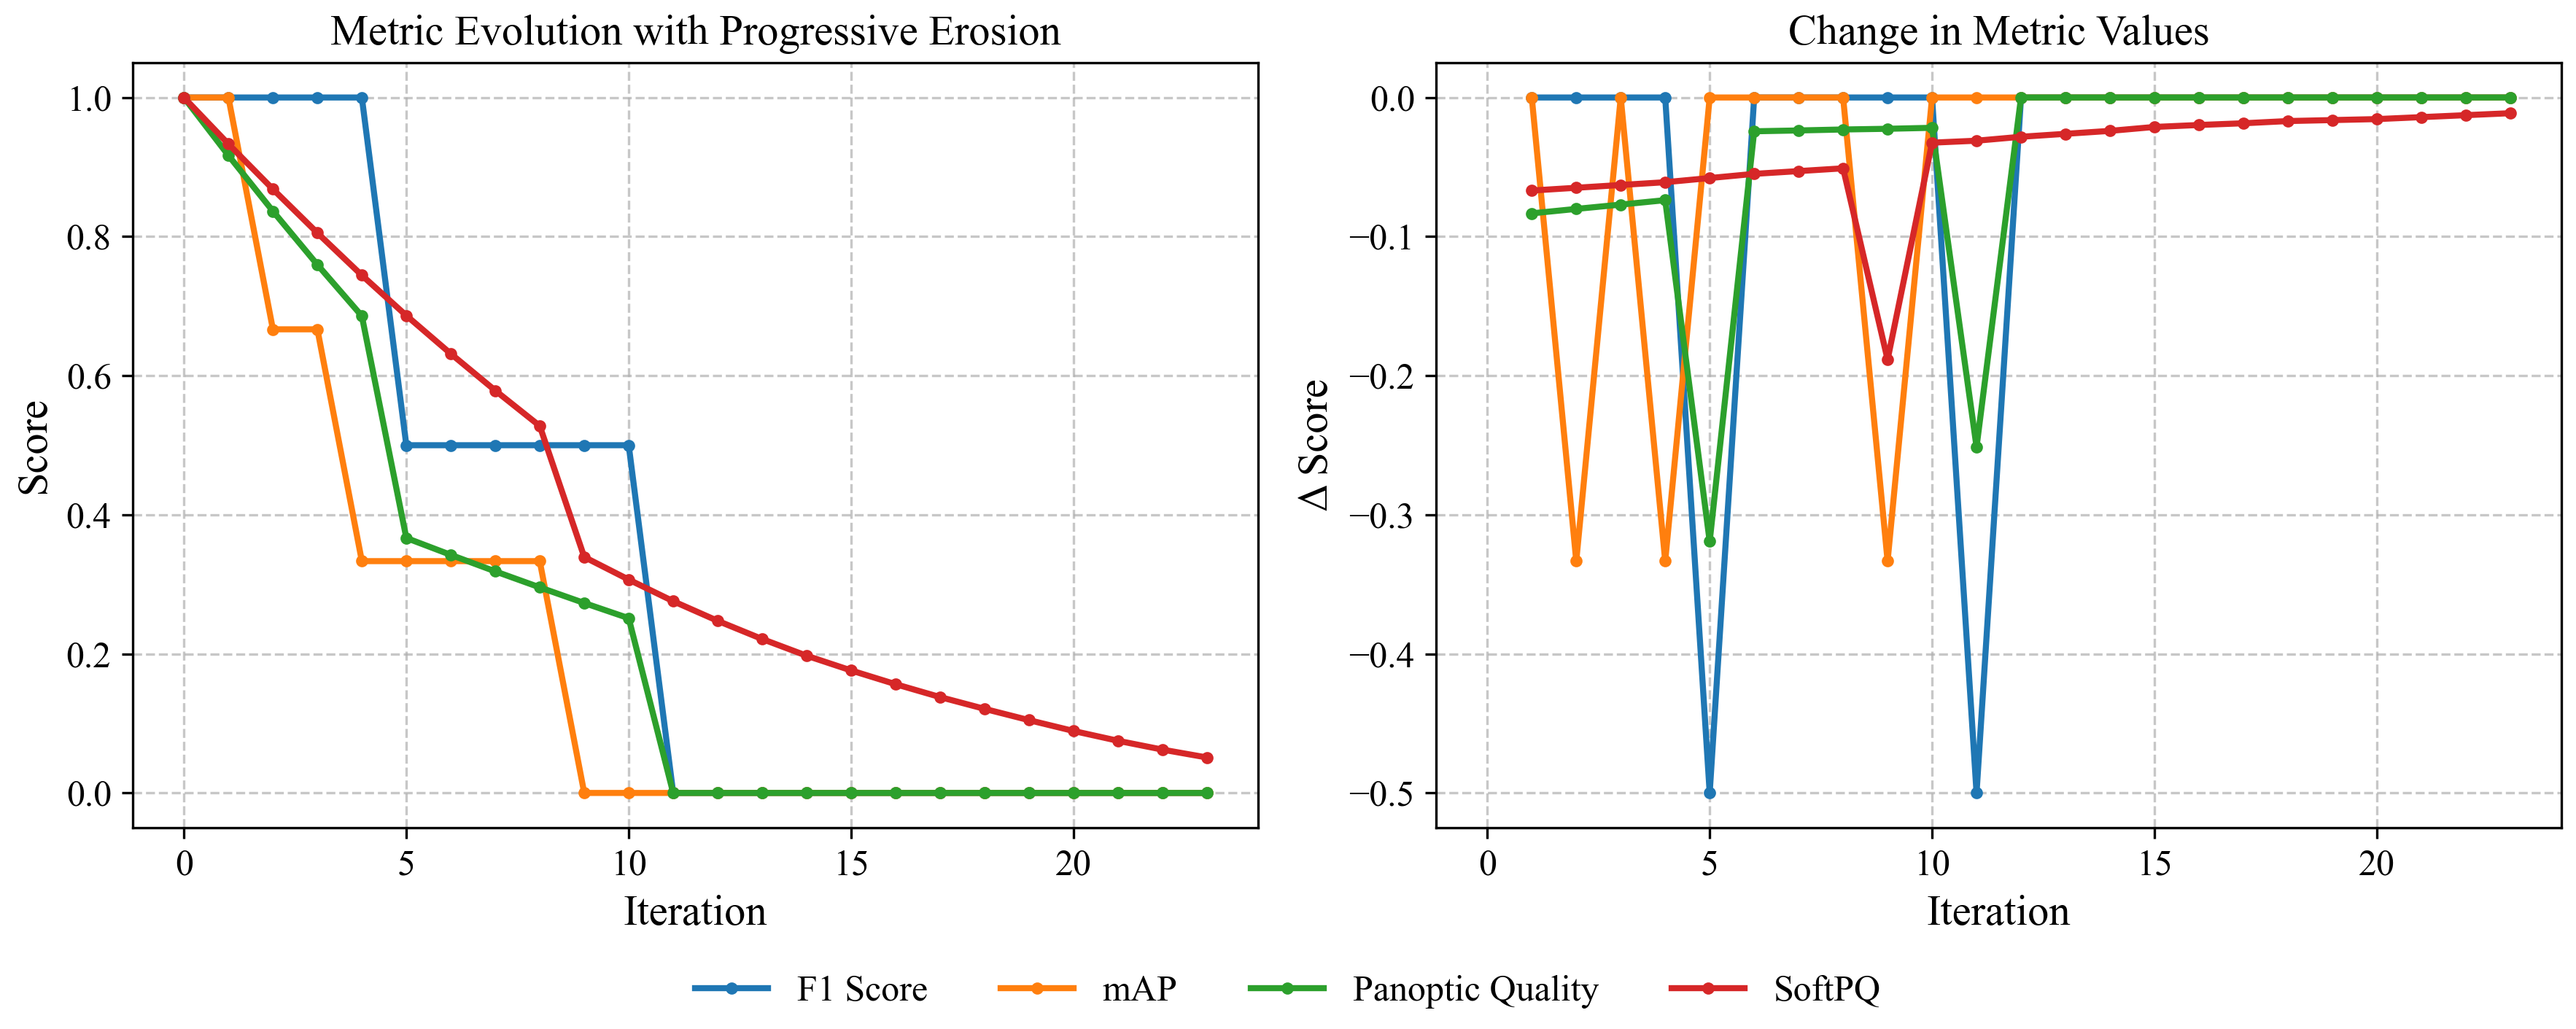 Metric Evolution with Progressive Erosion
Score
1.0
0.8
0.6
0.4
0.2
0.0
0 5 10 15 20
Iteration
Change in Metric Values
Δ Score
0.0
−0.1
−0.2
−0.3
−0.4
−0.5
0 5 10 15 20
Iteration
F1 Score mAP Panoptic Quality SoftPQ